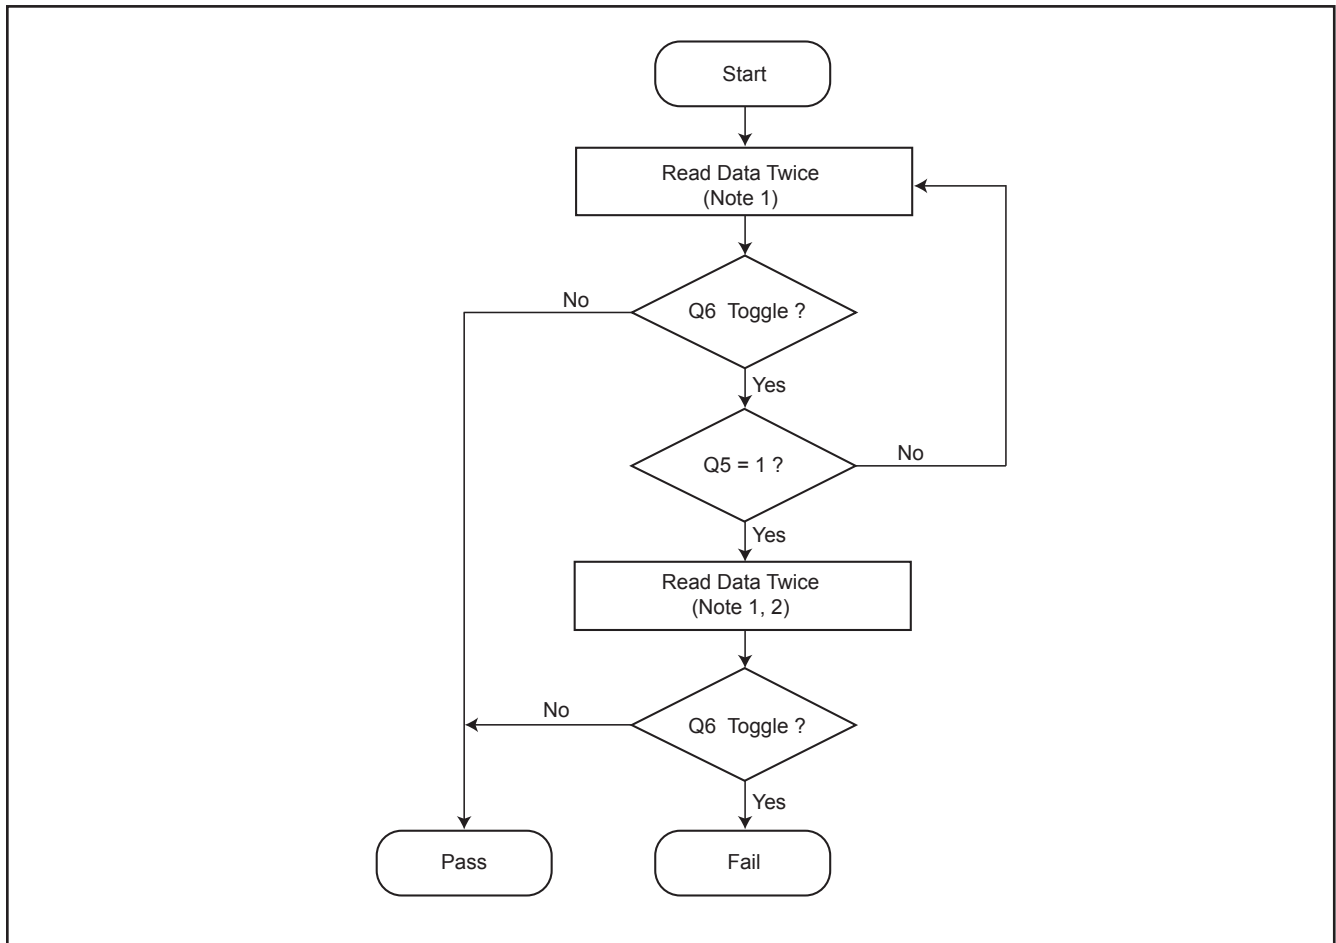 Start
Read Data Twice
(Note 1)
No
Q6 Toggle ?
Yes
Q5 = 1 ?
No
Yes
Read Data Twice
(Note 1, 2)
No
Q6 Toggle ?
Yes
Pass
Fail